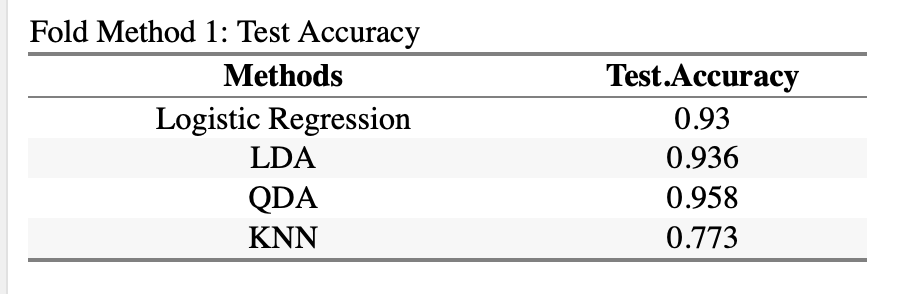 Fold Method 1: Test Accuracy
Methods Test.Accuracy
Logistic Regression 0.93
LDA 0.936
QDA 0.958
KNN 0.773